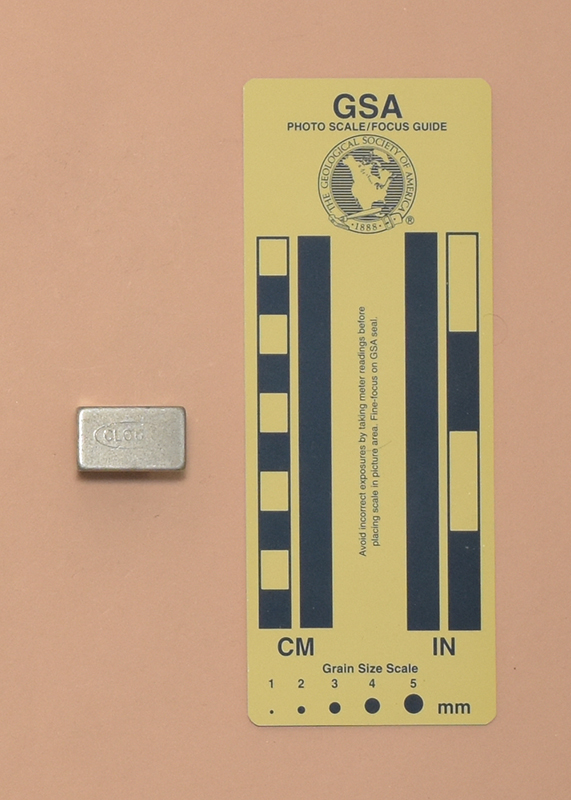 GSA
PHOTO SCALE/FOCUS GUIDE
THE GEOLOGICAL SOCIETY OF AMERICA
·1888·
®
Avoid incorrect exposures by taking meter readings before
placing scale in picture area. Fine-focus on GSA seal.
CM
IN
Grain Size Scale
1 2 3 4 5
mm